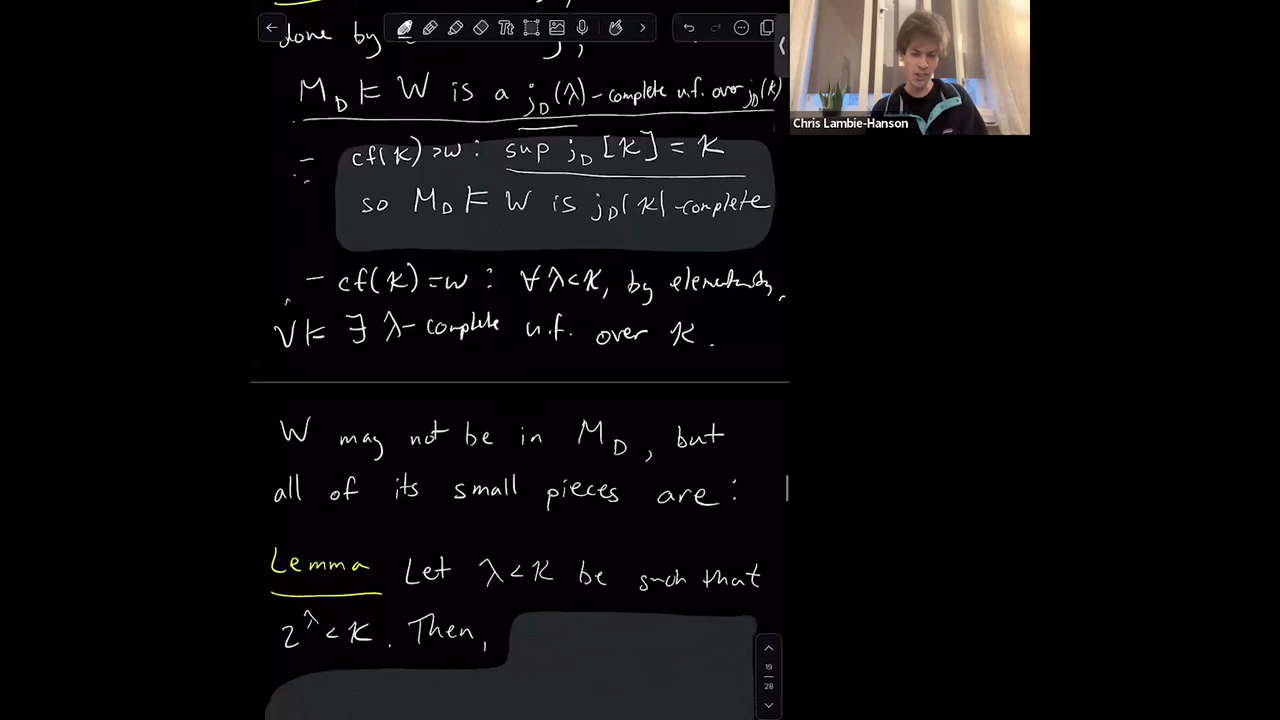 done by
M_D ⊨ W is a j_D(λ)-complete u.f. over j_D(κ)
Chris Lambie-Hanson
- cf(κ)>ω: sup j_D[κ] = κ
so M_D ⊨ W is j_D(κ)-complete
- cf(κ)=ω: ∀λ<κ, by elementarity,
V ⊨ ∃ λ-complete u.f. over κ.
W may not be in M_D, but
all of its small pieces are:
Lemma Let λ<κ be such that
2^λ<κ. Then,
19
28